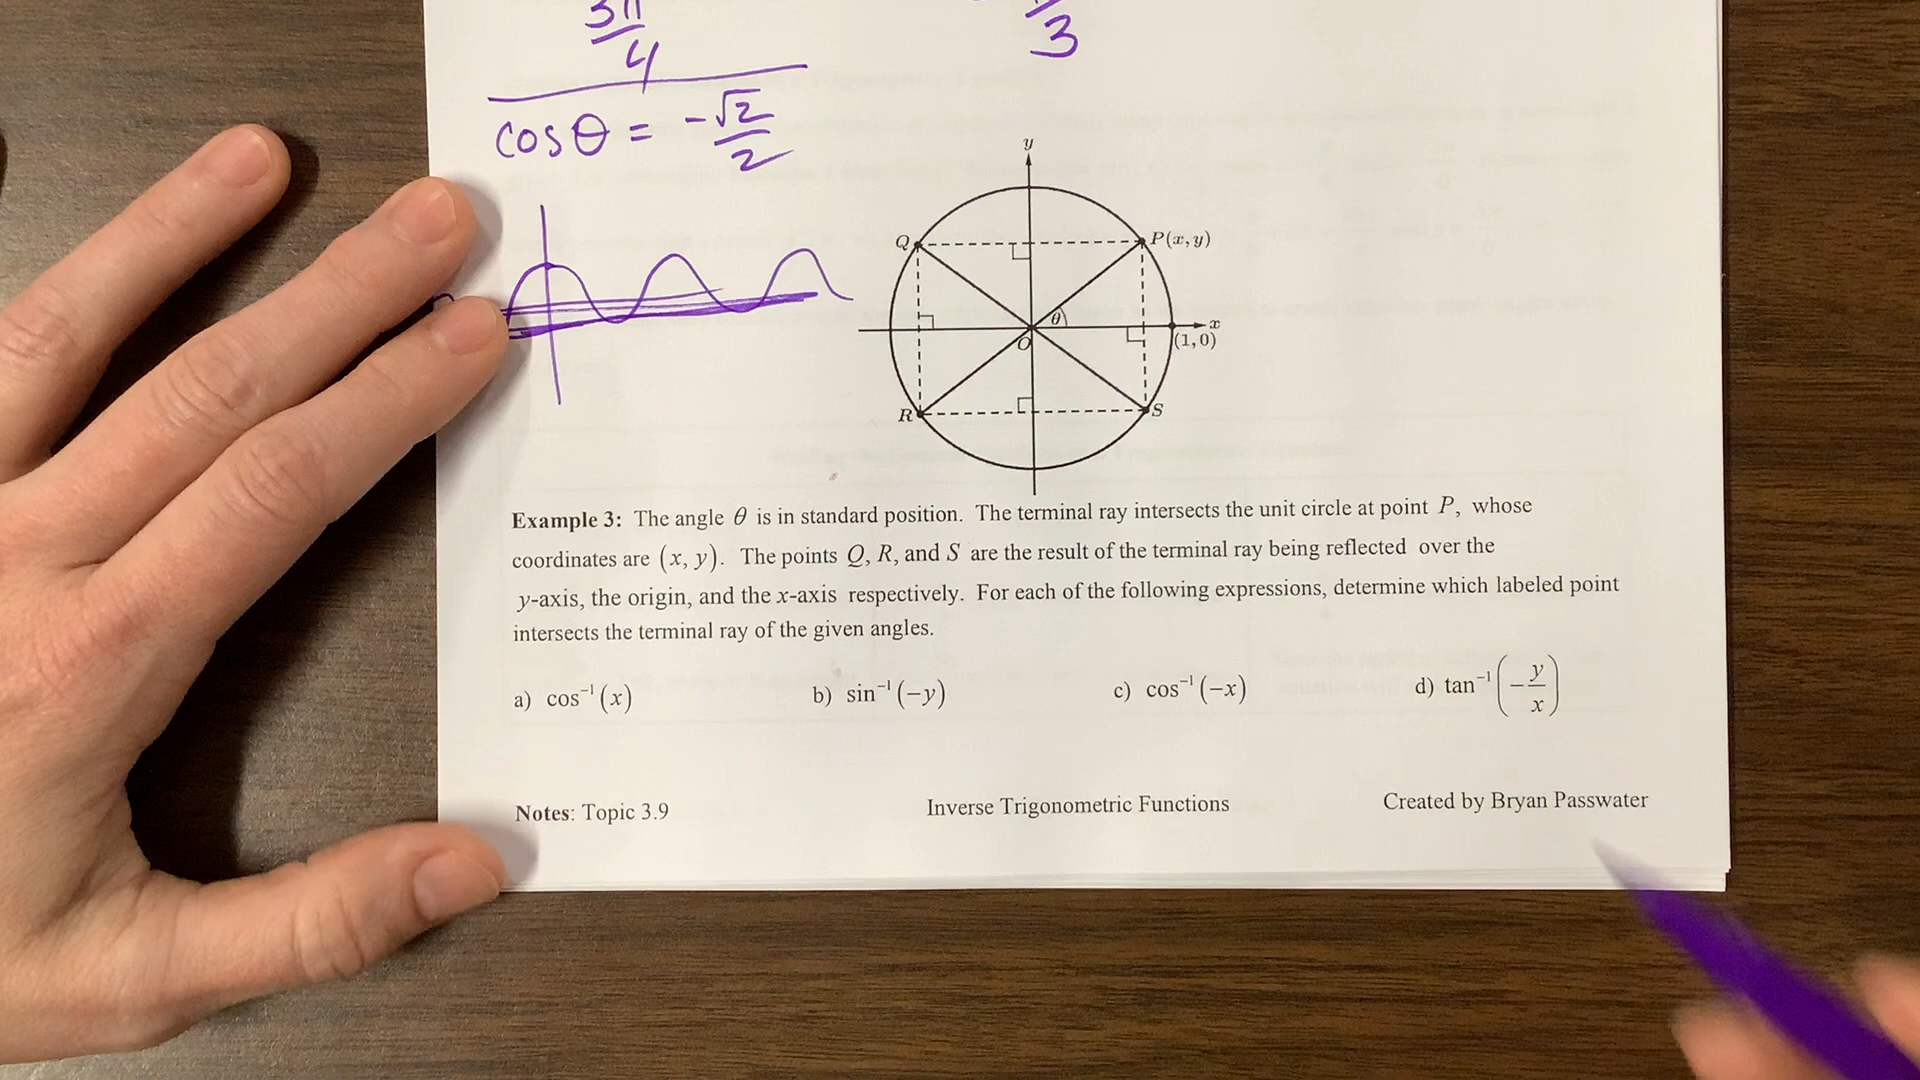 3π/4
π/3
cos θ = -√2/2
y
Q
P(x, y)
θ
x
O
(1, 0)
R
S
Example 3: The angle θ is in standard position. The terminal ray intersects the unit circle at point P, whose
coordinates are (x, y). The points Q, R, and S are the result of the terminal ray being reflected over the
y-axis, the origin, and the x-axis respectively. For each of the following expressions, determine which labeled point
intersects the terminal ray of the given angles.
a) cos⁻¹(x) b) sin⁻¹(−y) c) cos⁻¹(−x) d) tan⁻¹(−y/x)
Notes: Topic 3.9 Inverse Trigonometric Functions Created by Bryan Passwater